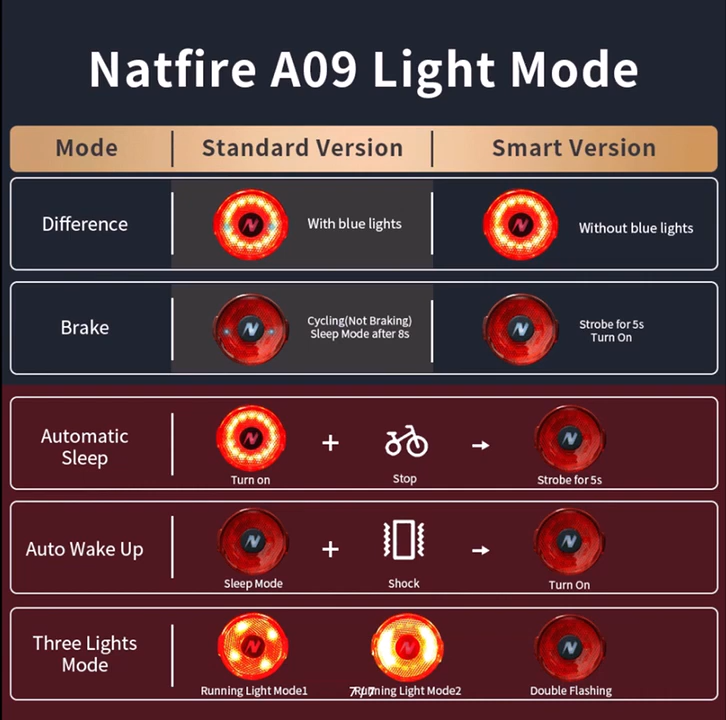 Natfire A09 Light Mode
Mode Standard Version Smart Version
Difference With blue lights Without blue lights
Brake Cycling(Not Braking) Sleep Mode after 8s Strobe for 5s Turn On
Automatic Sleep
Turn on + Stop → Strobe for 5s
Auto Wake Up
Sleep Mode + Shock → Turn On
Three Lights Mode
Running Light Mode1 Running Light Mode2 Double Flashing
7/7